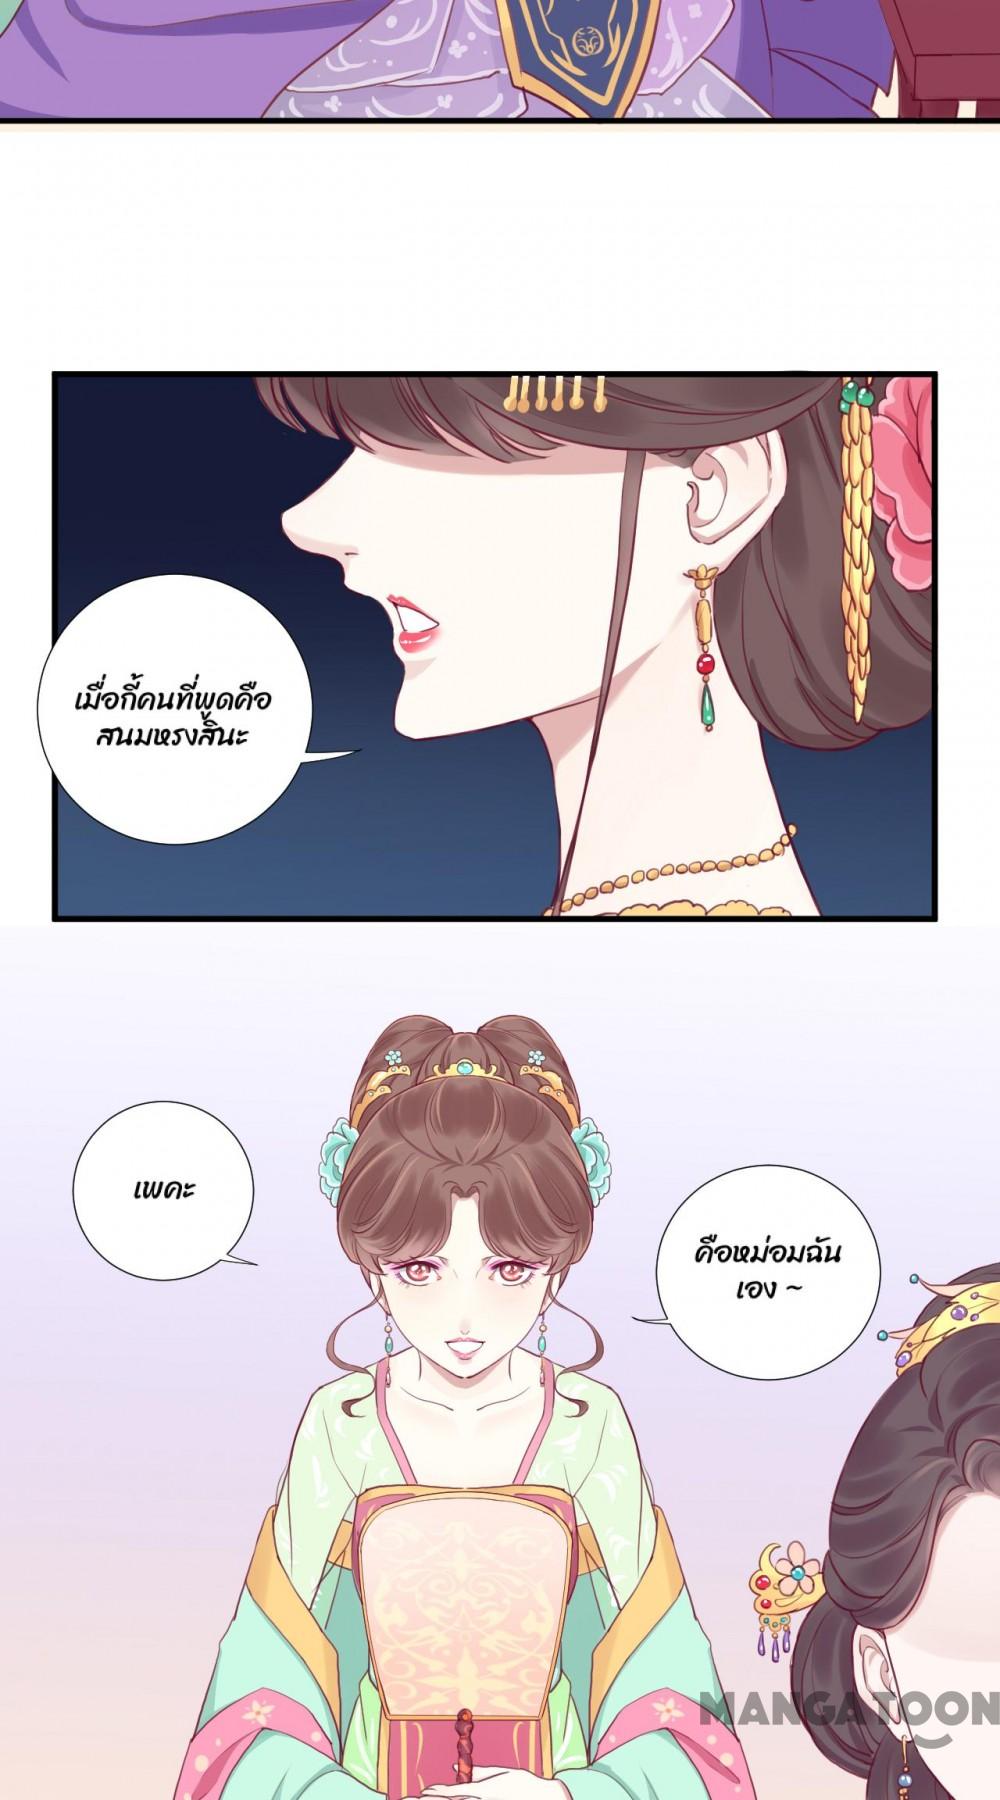 เมื่อกี้คนที่พูดคือ
สนมหรงสินะ
เพคะ
คือหม่อมฉัน
เอง ~
MANGATOON